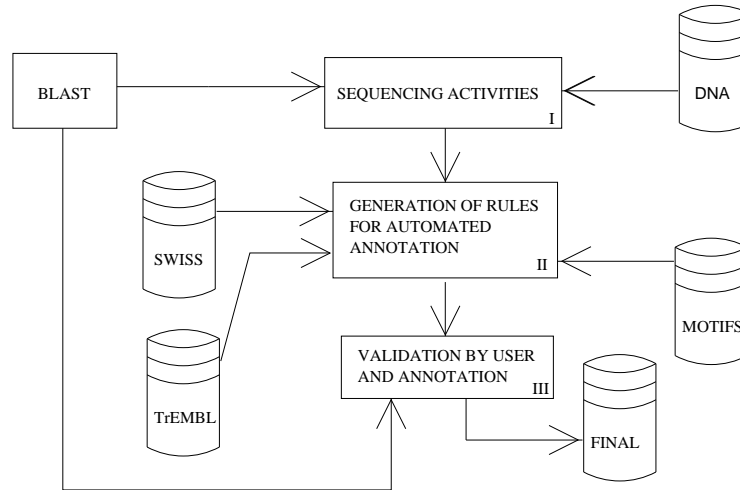 BLAST
SEQUENCING ACTIVITIES
I
DNA
GENERATION OF RULES
FOR AUTOMATED
ANNOTATION
II
SWISS
MOTIFS
TrEMBL
VALIDATION BY USER
AND ANNOTATION
III
FINAL